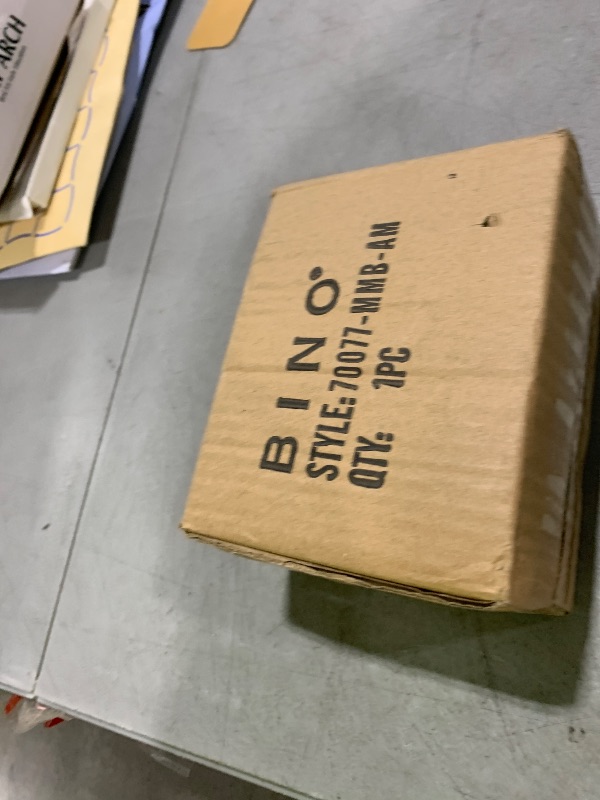 BINO
STYLE:70077-MMB-AM
QTY: 1PC
ARCH